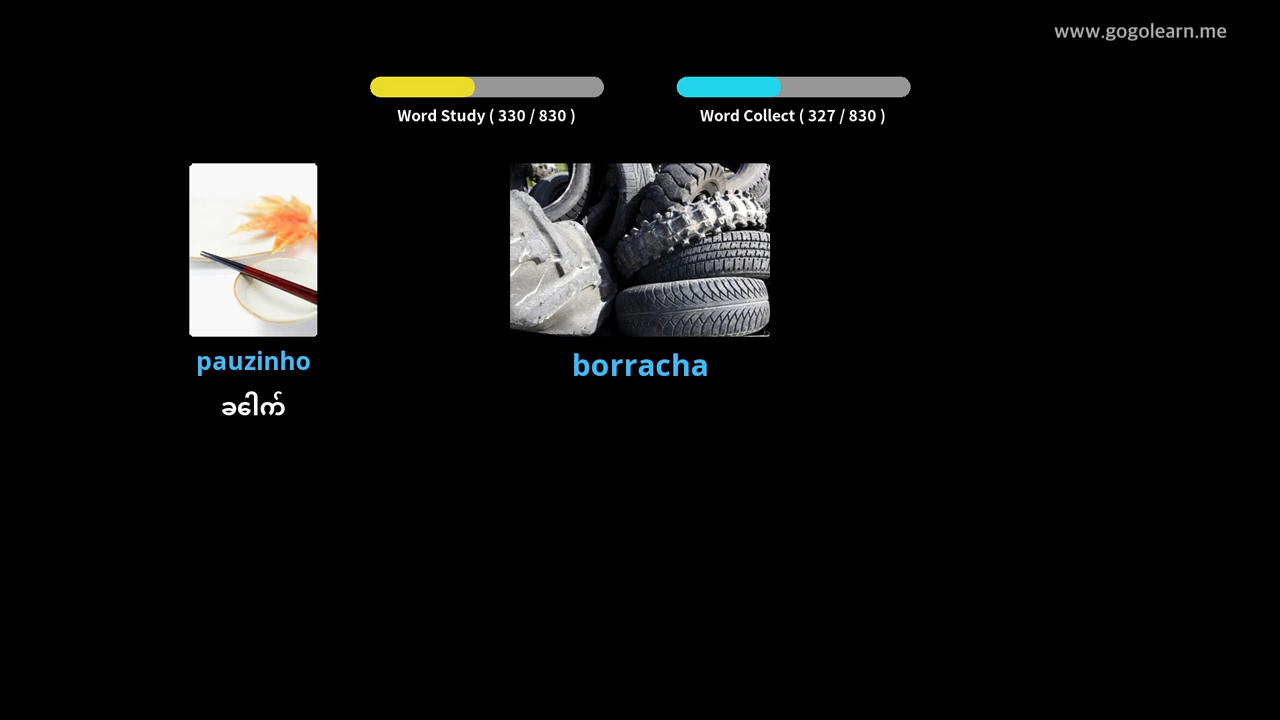 www.gogolearn.me
Word Study ( 330 / 830 )
Word Collect ( 327 / 830 )
pauzinho
ခေါက်
borracha